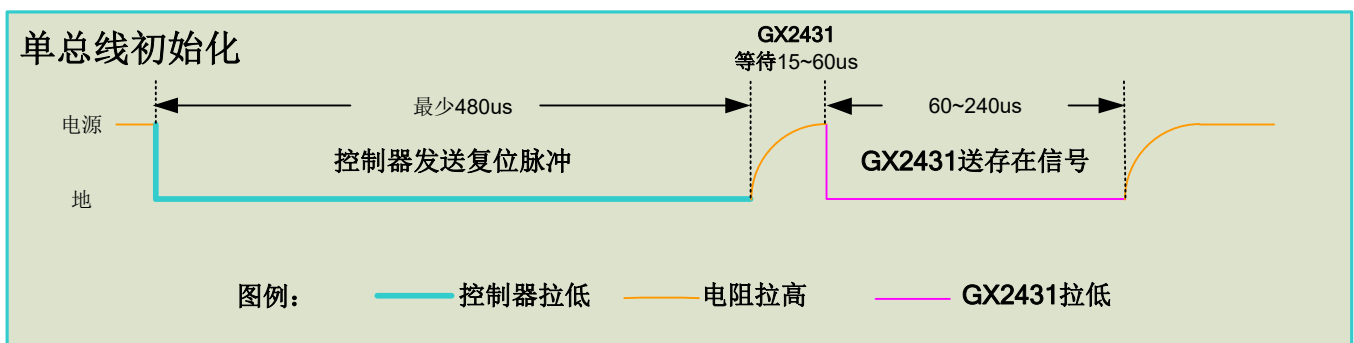 单总线初始化
GX2431
等待15~60us
最少480us
60~240us
电源
控制器发送复位脉冲
GX2431送存在信号
地
图例：
控制器拉低
电阻拉高
GX2431拉低